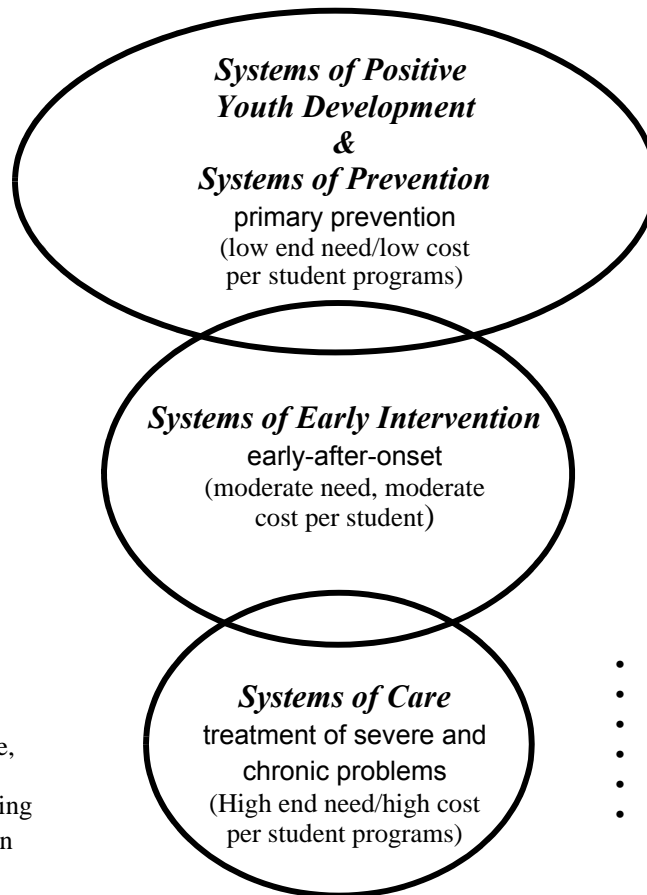 Systems of Positive
Youth Development
&
Systems of Prevention
primary prevention
(low end need/low cost
per student programs)
Systems of Early Intervention
early-after-onset
(moderate need, moderate
cost per student)
Systems of Care
treatment of severe and
chronic problems
(High end need/high cost
per student programs)
e,
ing
n
•
•
•
•
•
•